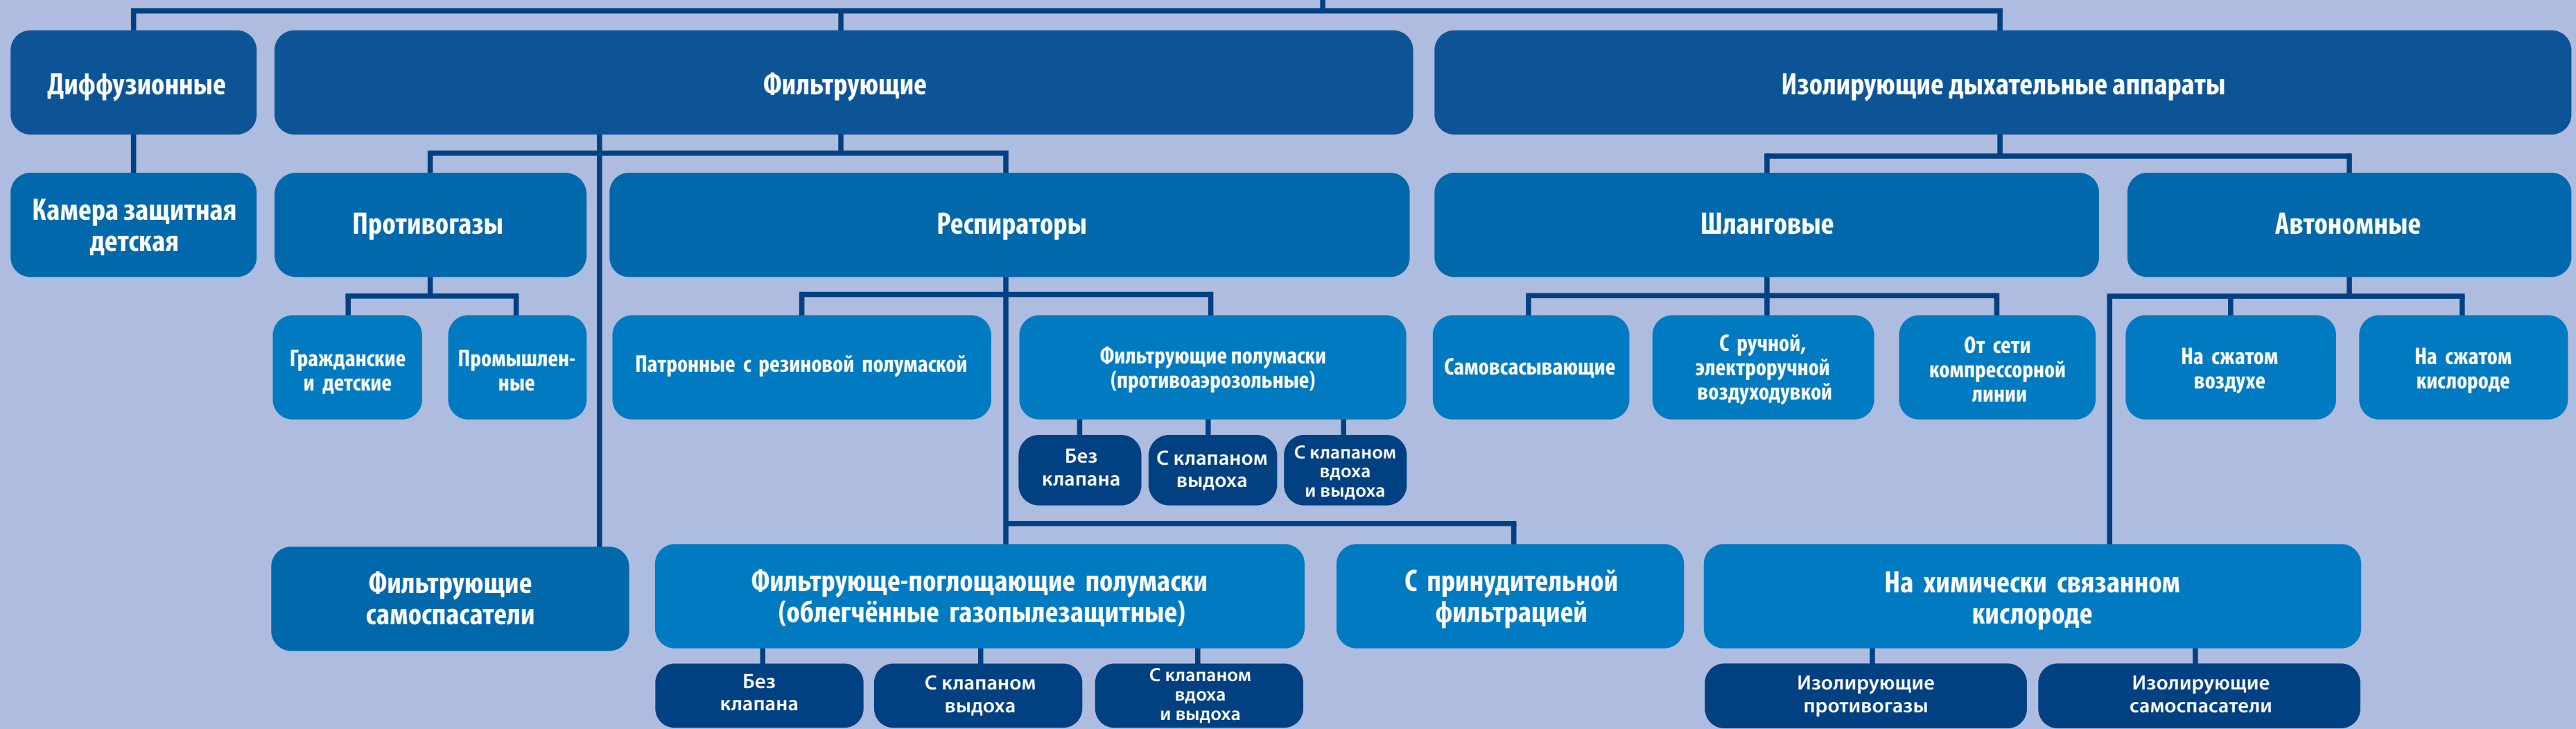 Диффузионные
Фильтрующие
Изолирующие дыхательные аппараты
Камера защитная
детская
Противогазы
Респираторы
Шланговые
Автономные
Гражданские
и детские
Промышлен-
ные
Патронные с резиновой полумаской
Фильтрующие полумаски
(противоаэрозольные)
Самовсасывающие
С ручной,
электроручной
воздуходувкой
От сети
компрессорной
линии
На сжатом
воздухе
На сжатом
кислороде
Без
клапана
С клапаном
выдоха
С клапаном
вдоха
и выдоха
Фильтрующие
самоспасатели
Фильтрующе-поглощающие полумаски
(облегчённые газопылезащитные)
С принудительной
фильтрацией
На химически связанном
кислороде
Без
клапана
С клапаном
выдоха
С клапаном
вдоха
и выдоха
Изолирующие
противогазы
Изолирующие
самоспасатели